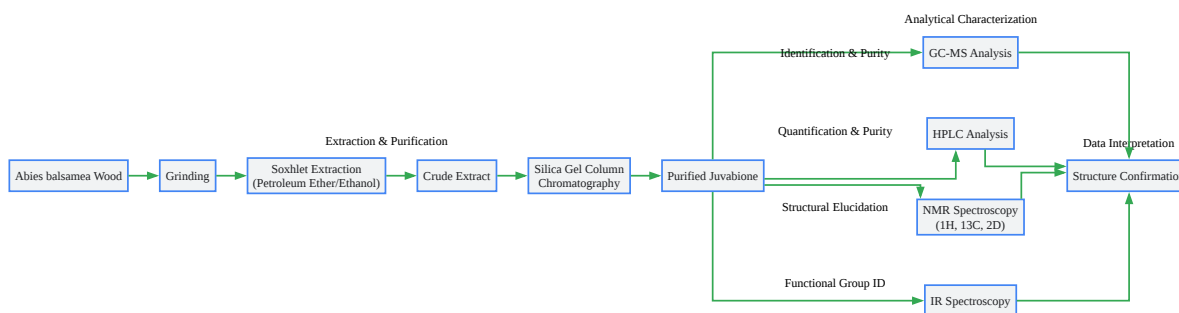 Analytical Characterization
Identification & Purity
GC-MS Analysis
Quantification & Purity
HPLC Analysis
Extraction & Purification
Data Interpretation
Abies balsamea Wood
Grinding
Soxhlet Extraction
(Petroleum Ether/Ethanol)
Crude Extract
Silica Gel Column
Chromatography
Purified Juvabione
Structure Confirmation
Structural Elucidation
NMR Spectroscopy
(1H, 13C, 2D)
Functional Group ID
IR Spectroscopy